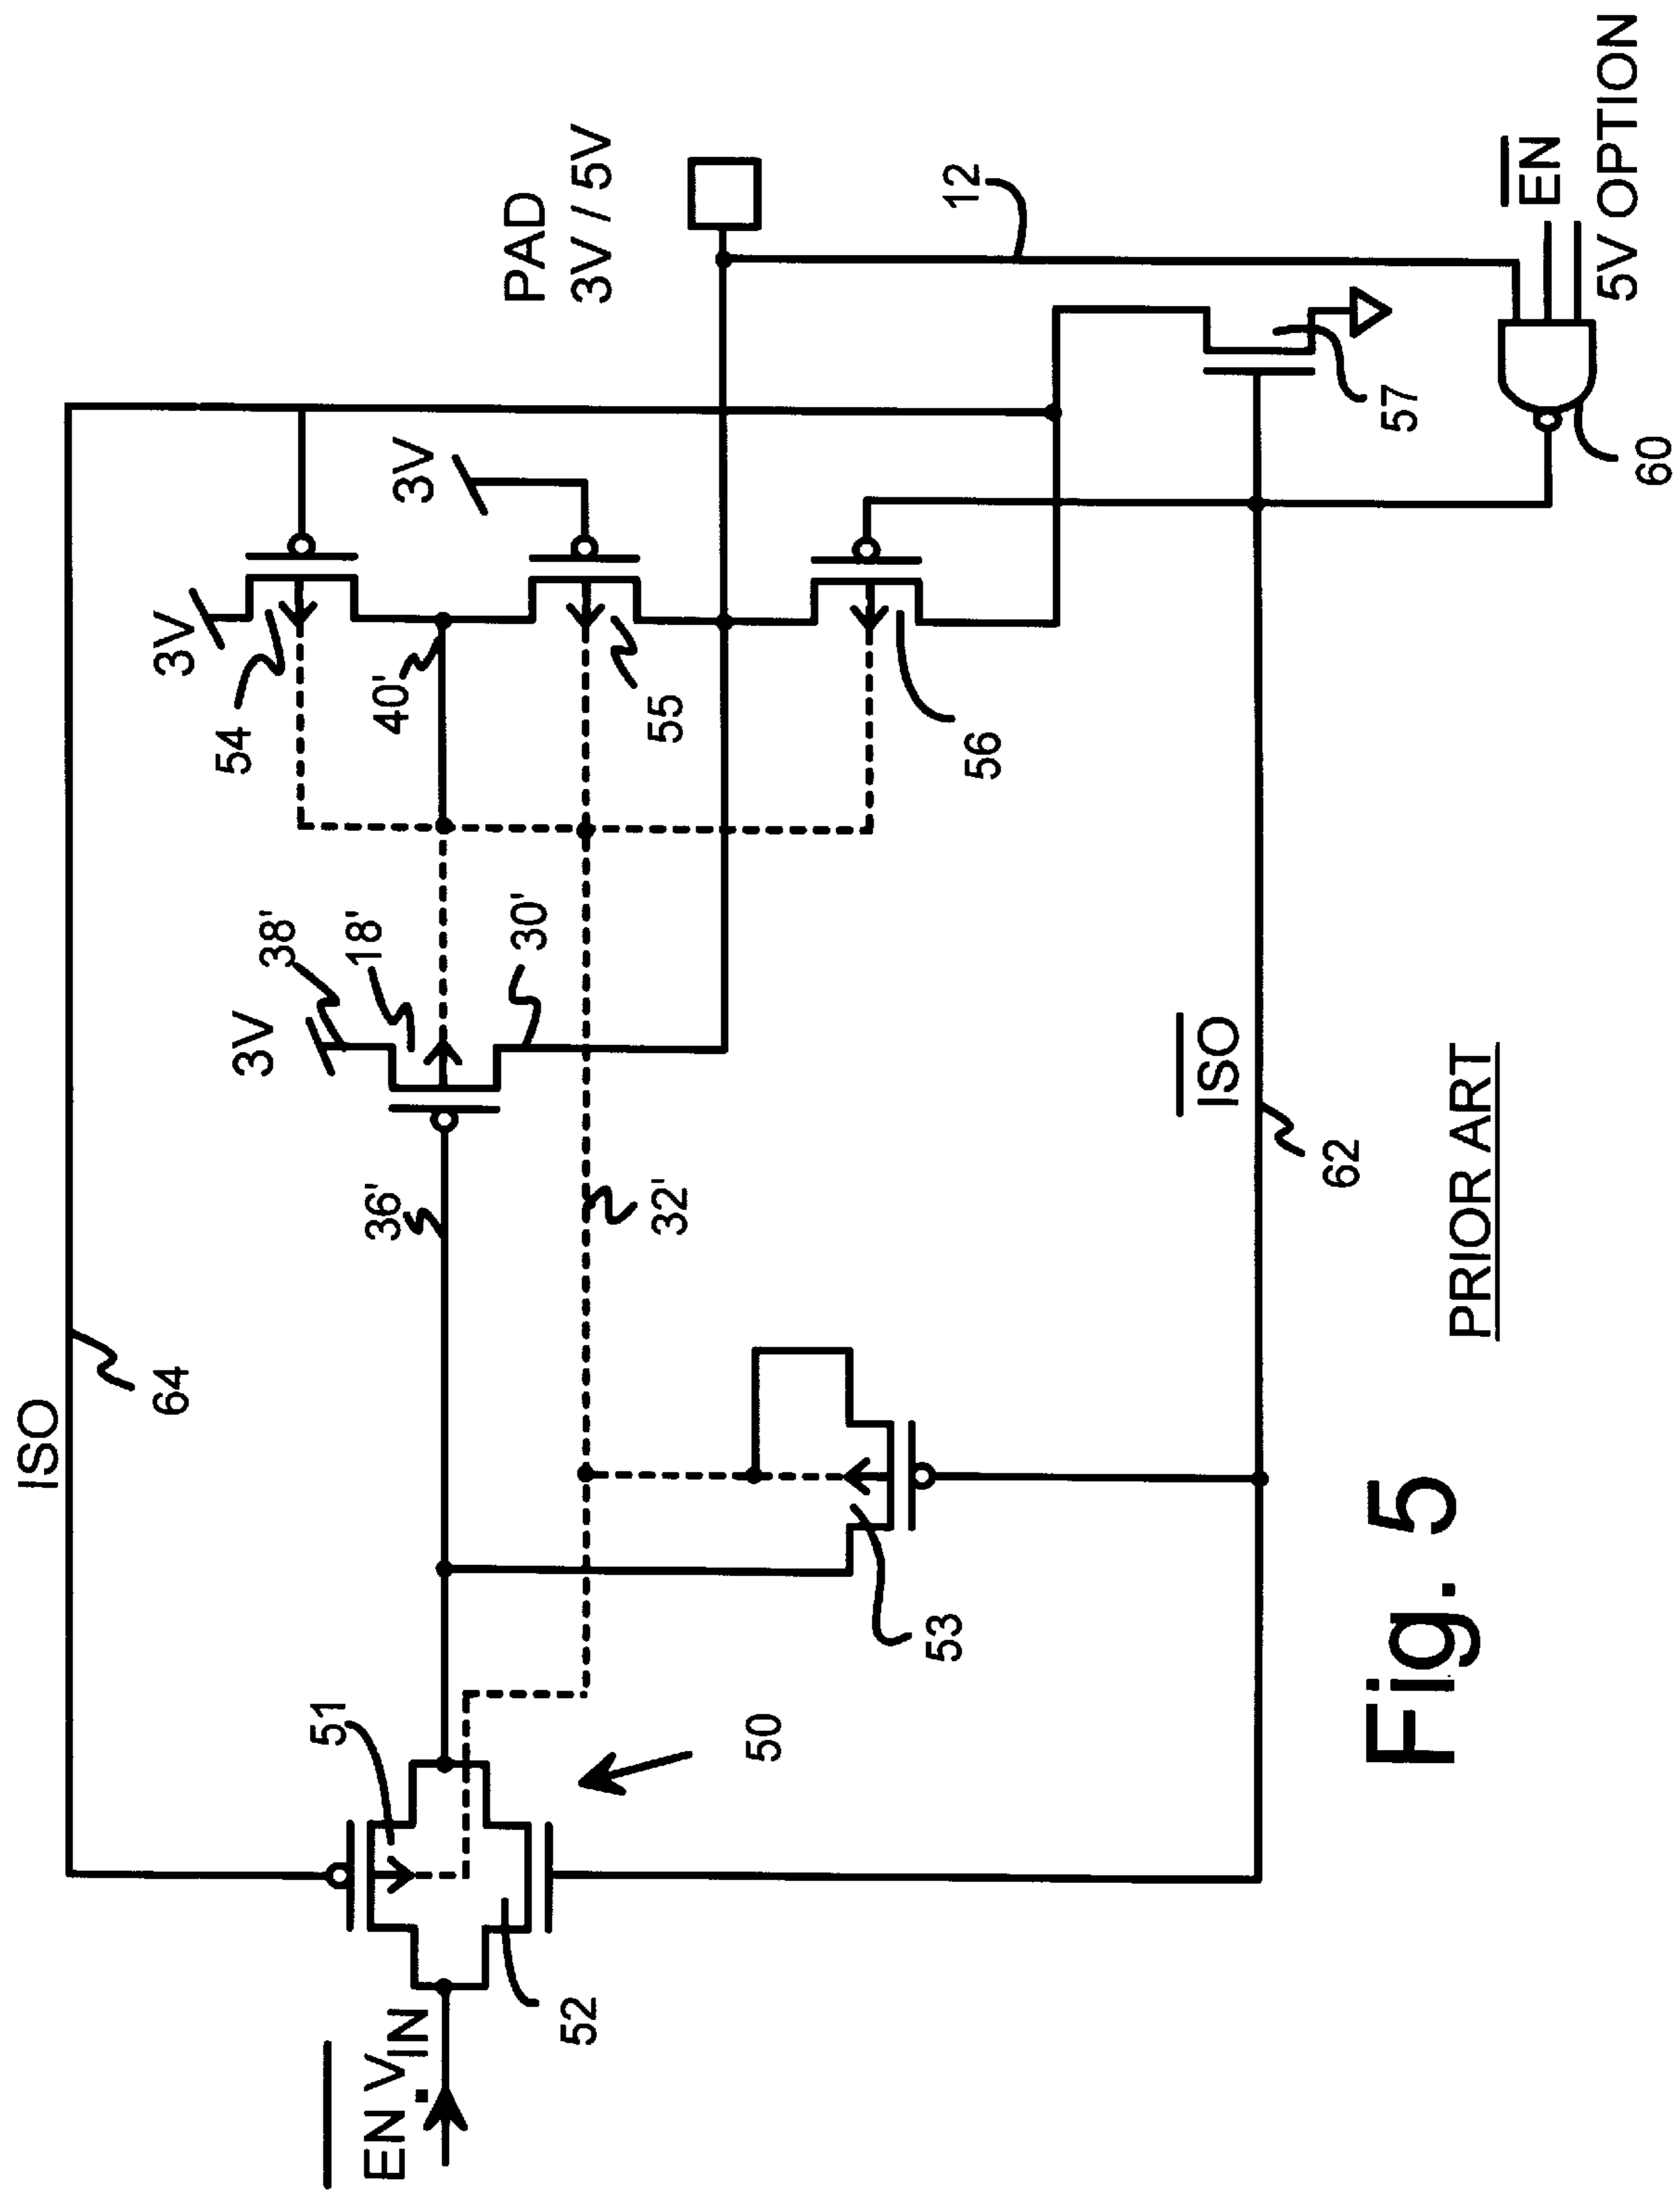 ISO
64
3V
54
40'
3V
55
PAD
3V / 5V
3V
38'
18'
30'
36'
32'
51
50
52
53
56
12
57
60
EN
5V OPTION
ISO
62
EN · VIN
PRIOR ART
Fig. 5